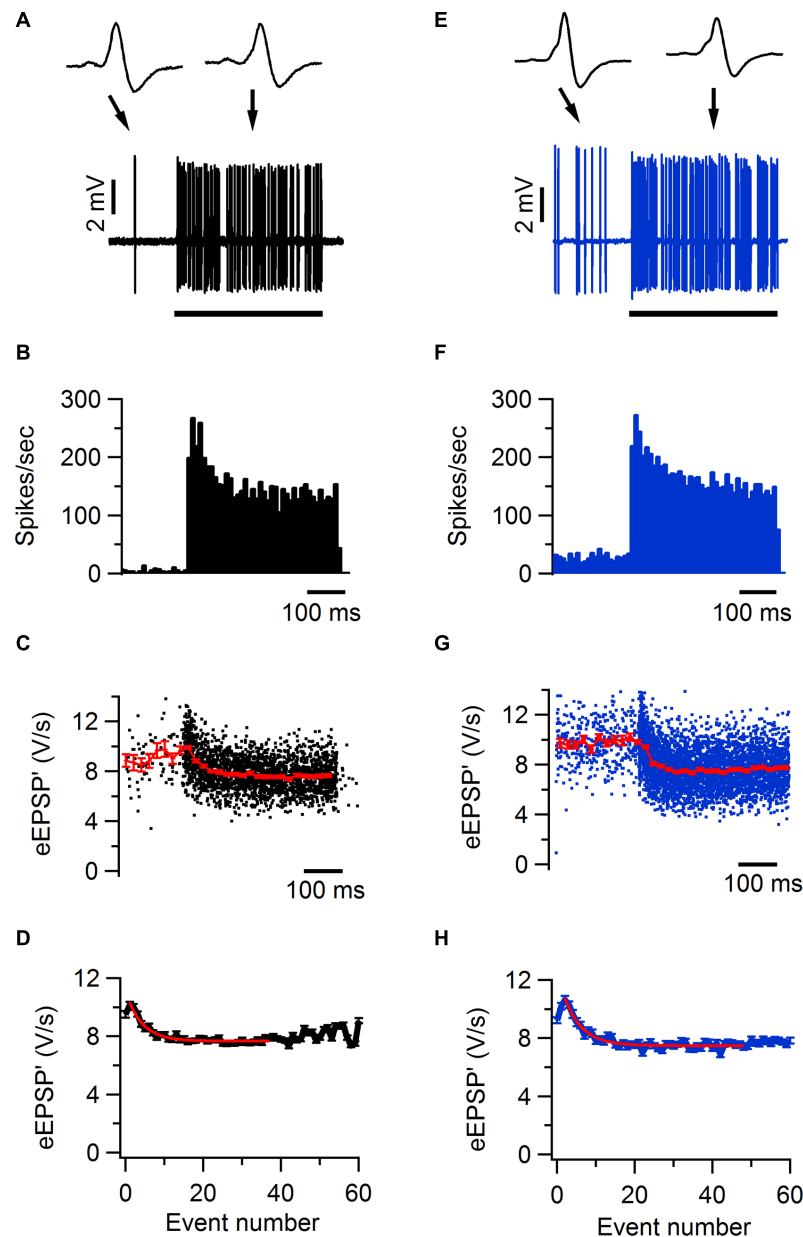 A
2 mV
B
300
200
100
0
Spikes/sec
100 ms
C
12
8
4
0
eEPSP' (V/s)
100 ms
D
12
8
4
0
eEPSP' (V/s)
0 20 40 60
Event number
E
2 mV
F
300
200
100
0
Spikes/sec
100 ms
G
12
8
4
0
eEPSP' (V/s)
100 ms
H
12
8
4
0
eEPSP' (V/s)
0 20 40 60
Event number